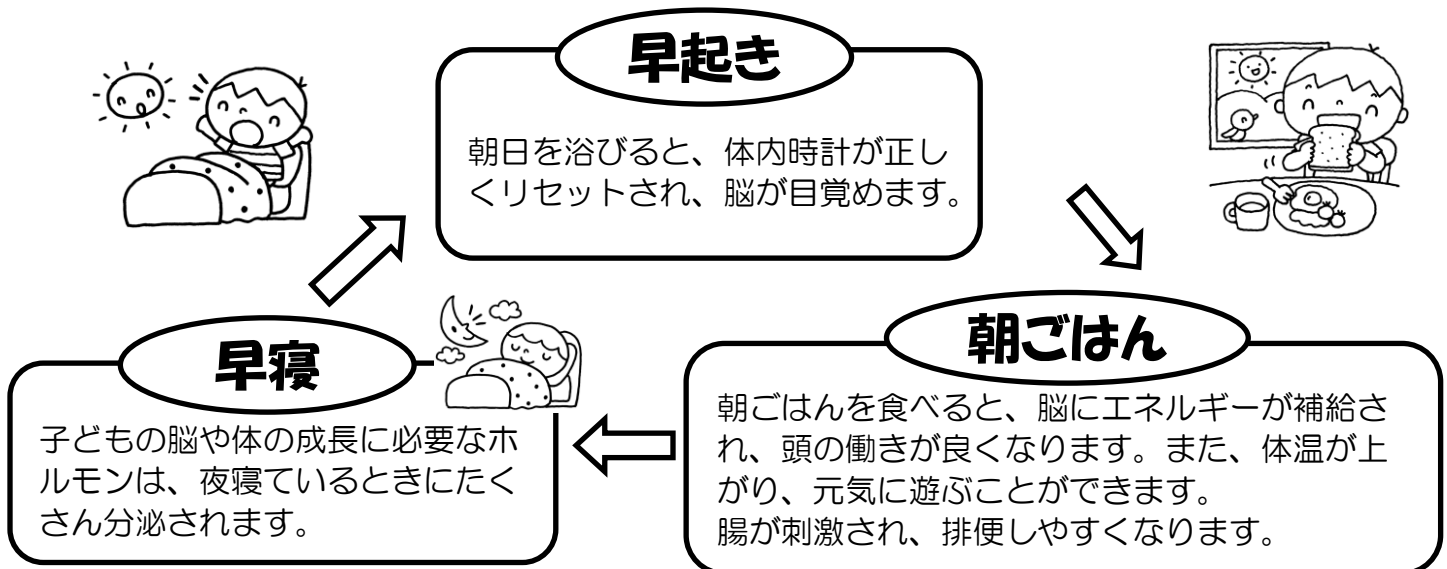 早起き
朝日を浴びると、体内時計が正し
くリセットされ、脳が目覚めます。
朝ごはん
朝ごはんを食べると、脳にエネルギーが補給さ
れ、頭の働きが良くなります。また、体温が上
がり、元気に遊ぶことができます。
腸が刺激され、排便しやすくなります。
早寝
子どもの脳や体の成長に必要なホ
ルモンは、夜寝ているときにたく
さん分泌されます。